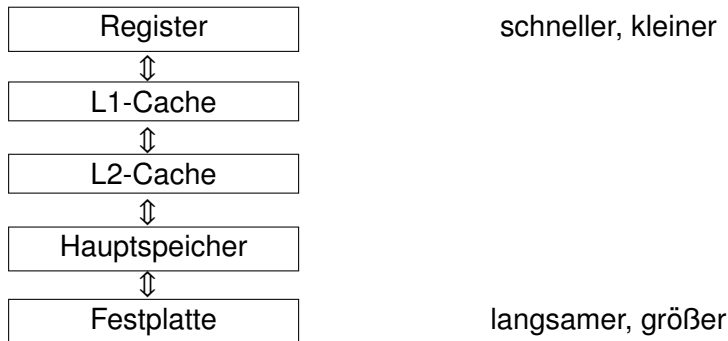 Register schneller, kleiner
L1-Cache
L2-Cache
Hauptspeicher
Festplatte langsamer, größer